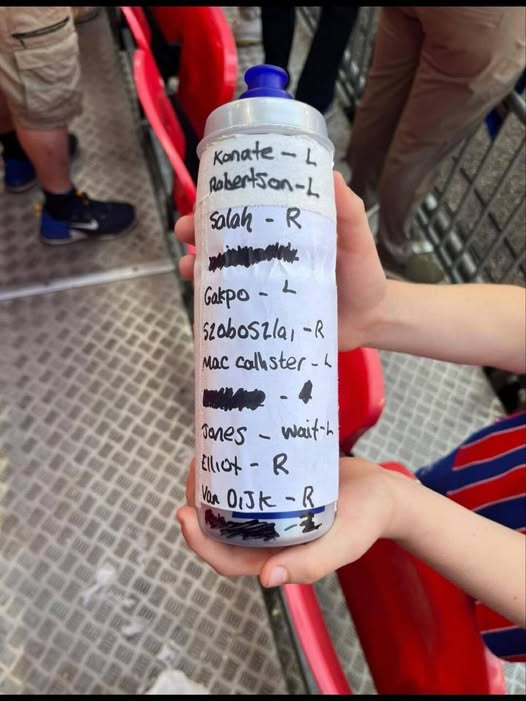 Konate - L
Robertson - L
Salah - R
Gakpo - L
Szoboszlai - R
Mac callister - L
-
Jones - Wait - L
Elliot - R
Van DiJk - R